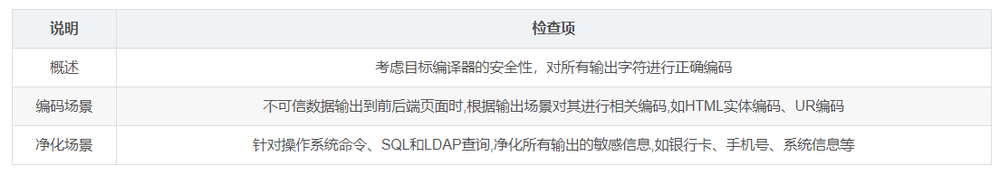 说明 检查项
概述 考虑目标编译器的安全性，对所有输出字符进行正确编码
编码场景 不可信数据输出到前后端页面时,根据输出场景对其进行相关编码,如HTML实体编码、UR编码
净化场景 针对操作系统命令、SQL和LDAP查询,净化所有输出的敏感信息,如银行卡、手机号、系统信息等